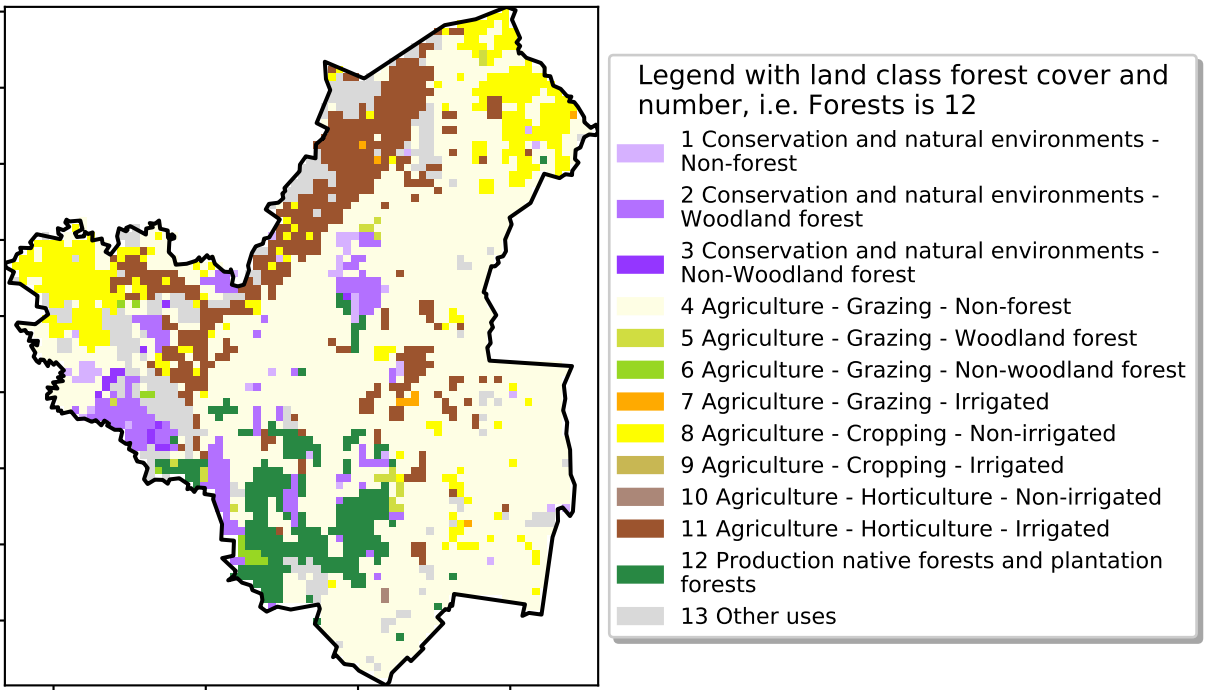 Legend with land class forest cover and
number, i.e. Forests is 12
1 Conservation and natural environments -
Non-forest
2 Conservation and natural environments -
Woodland forest
3 Conservation and natural environments -
Non-Woodland forest
4 Agriculture - Grazing - Non-forest
5 Agriculture - Grazing - Woodland forest
6 Agriculture - Grazing - Non-woodland forest
7 Agriculture - Grazing - Irrigated
8 Agriculture - Cropping - Non-irrigated
9 Agriculture - Cropping - Irrigated
10 Agriculture - Horticulture - Non-irrigated
11 Agriculture - Horticulture - Irrigated
12 Production native forests and plantation
forests
13 Other uses